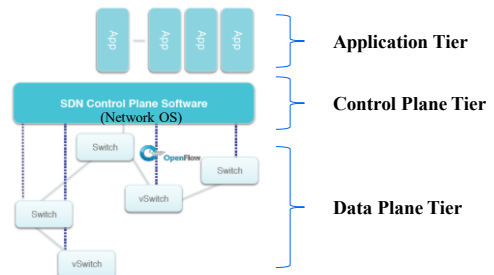 App
App
App
App
Application Tier
SDN Control Plane Software
(Network OS)
Control Plane Tier
Switch
OpenFlow
Switch
vSwitch
Switch
Data Plane Tier
vSwitch